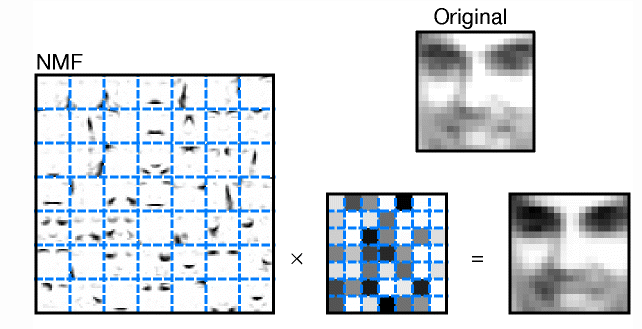 Original
NMF
× =